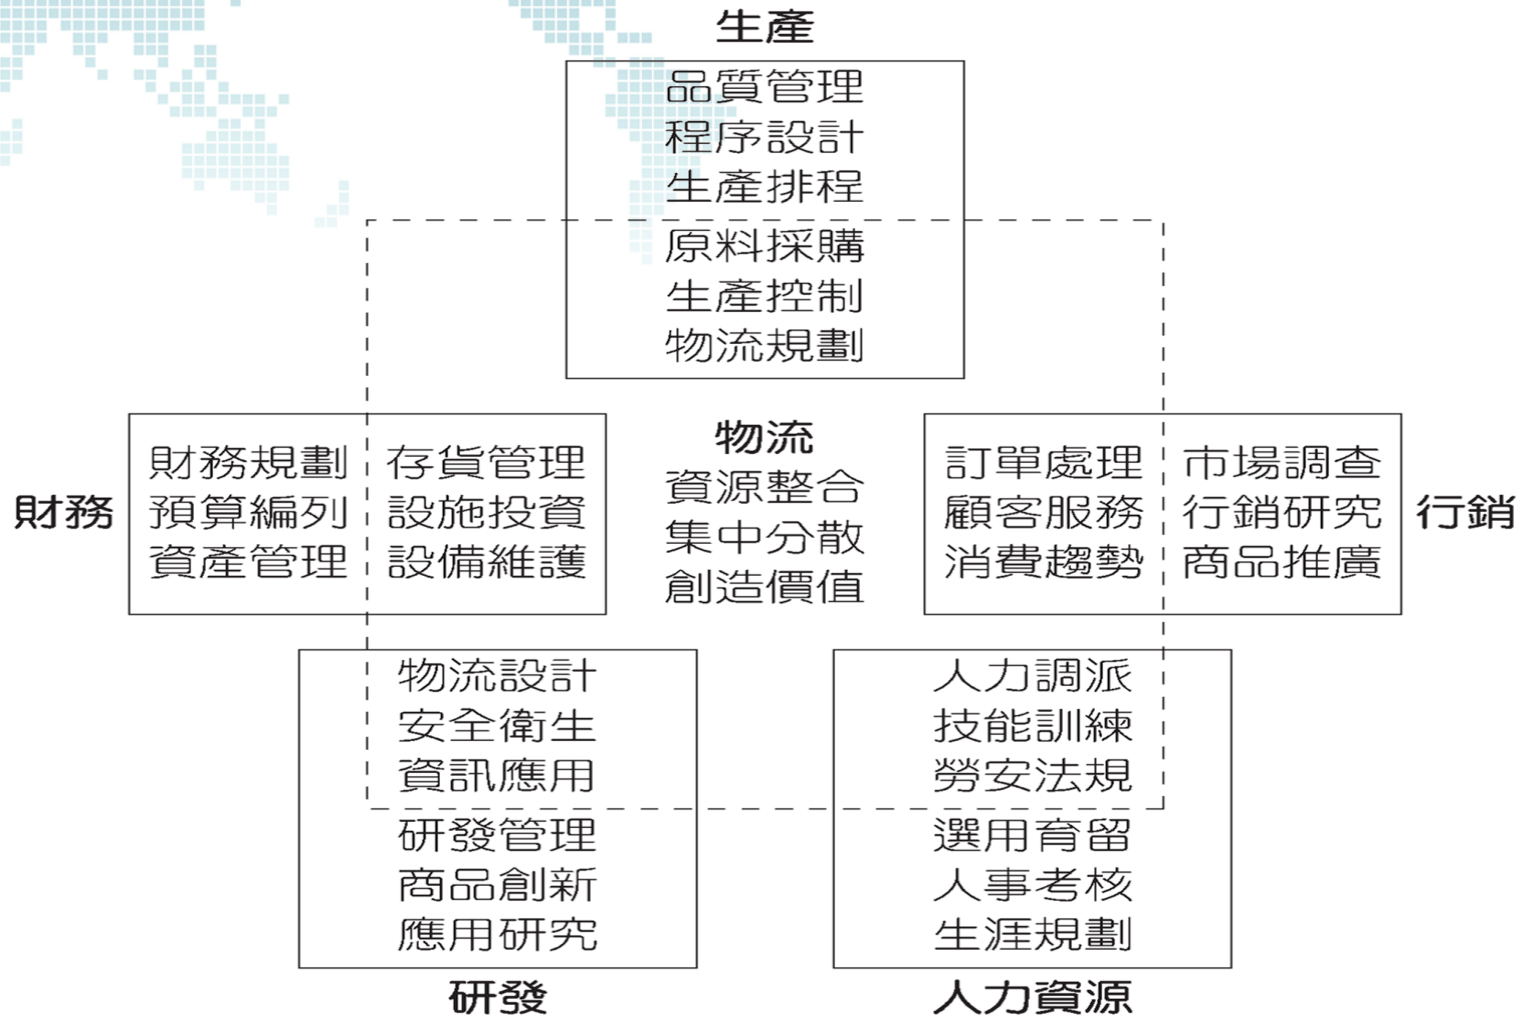 生產
品質管理
程序設計
生產排程
原料採購
生產控制
物流規劃
財務
財務規劃
預算編列
資產管理
存貨管理
設施投資
設備維護
物流
資源整合
集中分散
創造價值
訂單處理
顧客服務
消費趨勢
市場調查
行銷研究
商品推廣
行銷
物流設計
安全衛生
資訊應用
研發管理
商品創新
應用研究
研發
人力調派
技能訓練
勞安法規
選用育留
人事考核
生涯規劃
人力資源